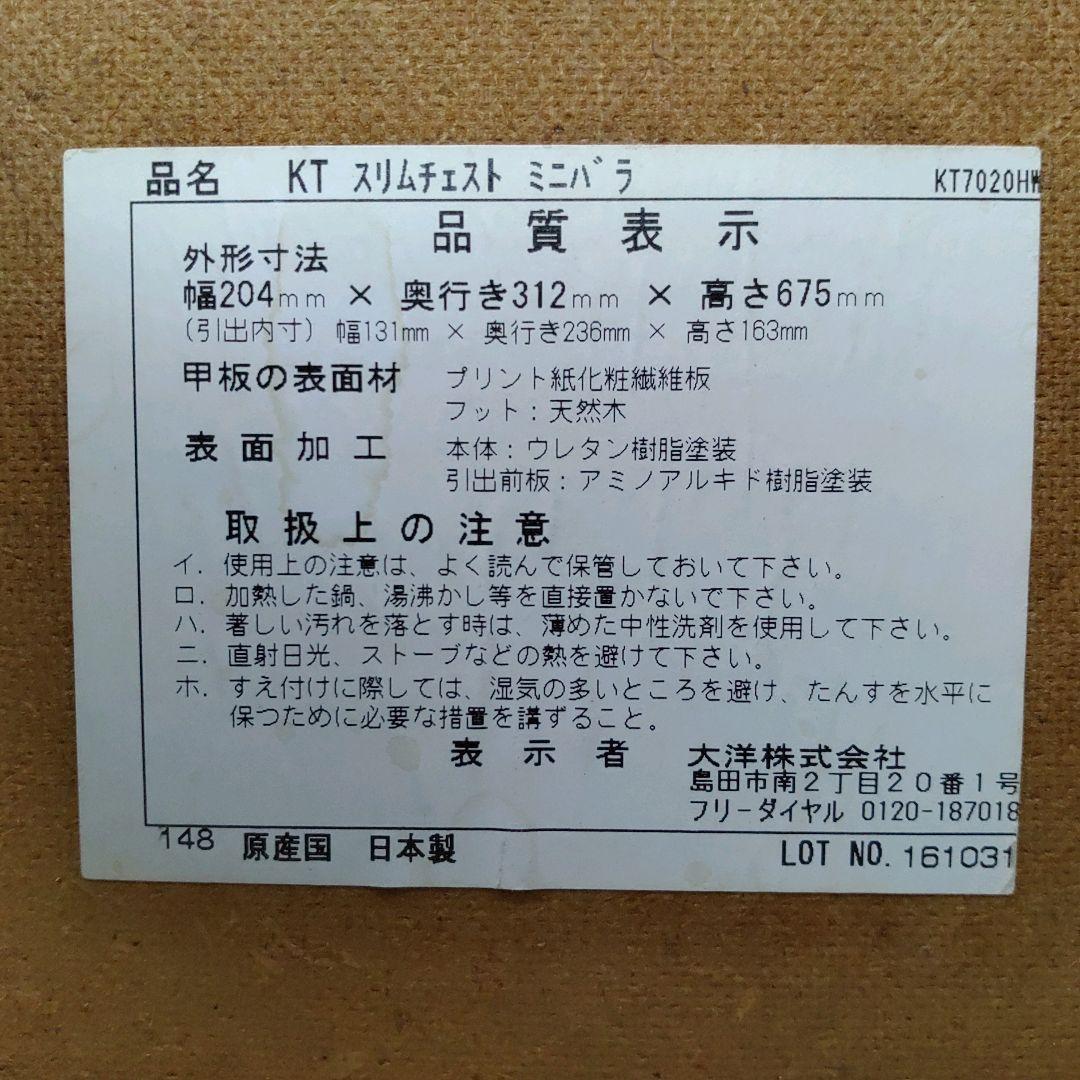 品名 KT スリムチェスト ミニバラ KT7020HW
品質表示
外形寸法
幅204mm × 奥行き312mm × 高さ675mm
(引出内寸) 幅131mm × 奥行き236mm × 高さ163mm
甲板の表面材 プリント紙化粧繊維板
フット：天然木
表面加工 本体：ウレタン樹脂塗装
引出前板：アミノアルキド樹脂塗装
取扱上の注意
イ．使用上の注意は、よく読んで保管しておいて下さい。
ロ．加熱した鍋、湯沸かし等を直接置かないで下さい。
ハ．著しい汚れを落とす時は、薄めた中性洗剤を使用して下さい。
ニ．直射日光、ストーブなどの熱を避けて下さい。
ホ．すえ付けに際しては、湿気の多いところを避け、たんすを水平に
保つために必要な措置を講ずること。
表示者 大洋株式会社
島田市南２丁目２０番１号
フリーダイヤル 0120-187018
148 原産国 日本製 LOT NO. 161031